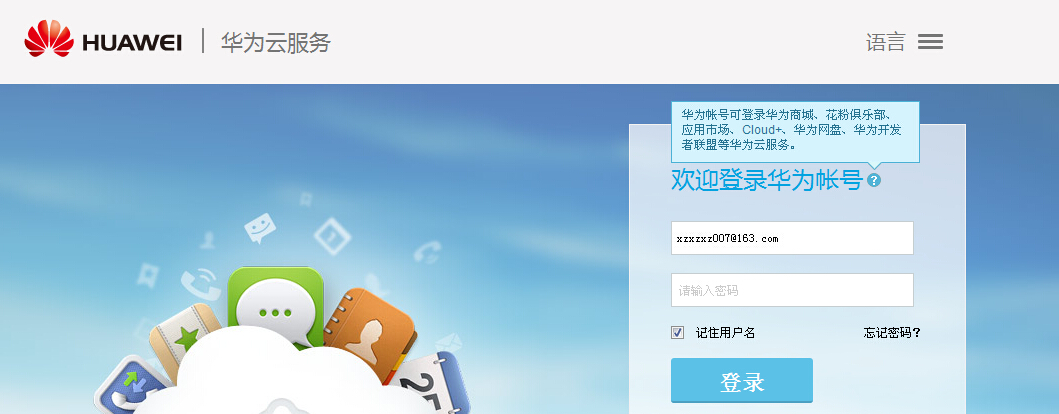 HUAWEI
华为云服务
语言
华为帐号可登录华为商城、花粉俱乐部、
应用市场、Cloud+、华为网盘、华为开发
者联盟等华为云服务。
欢迎登录华为帐号
?
xzxzxz007@163.com
请输入密码
记住用户名
忘记密码?
登录
25